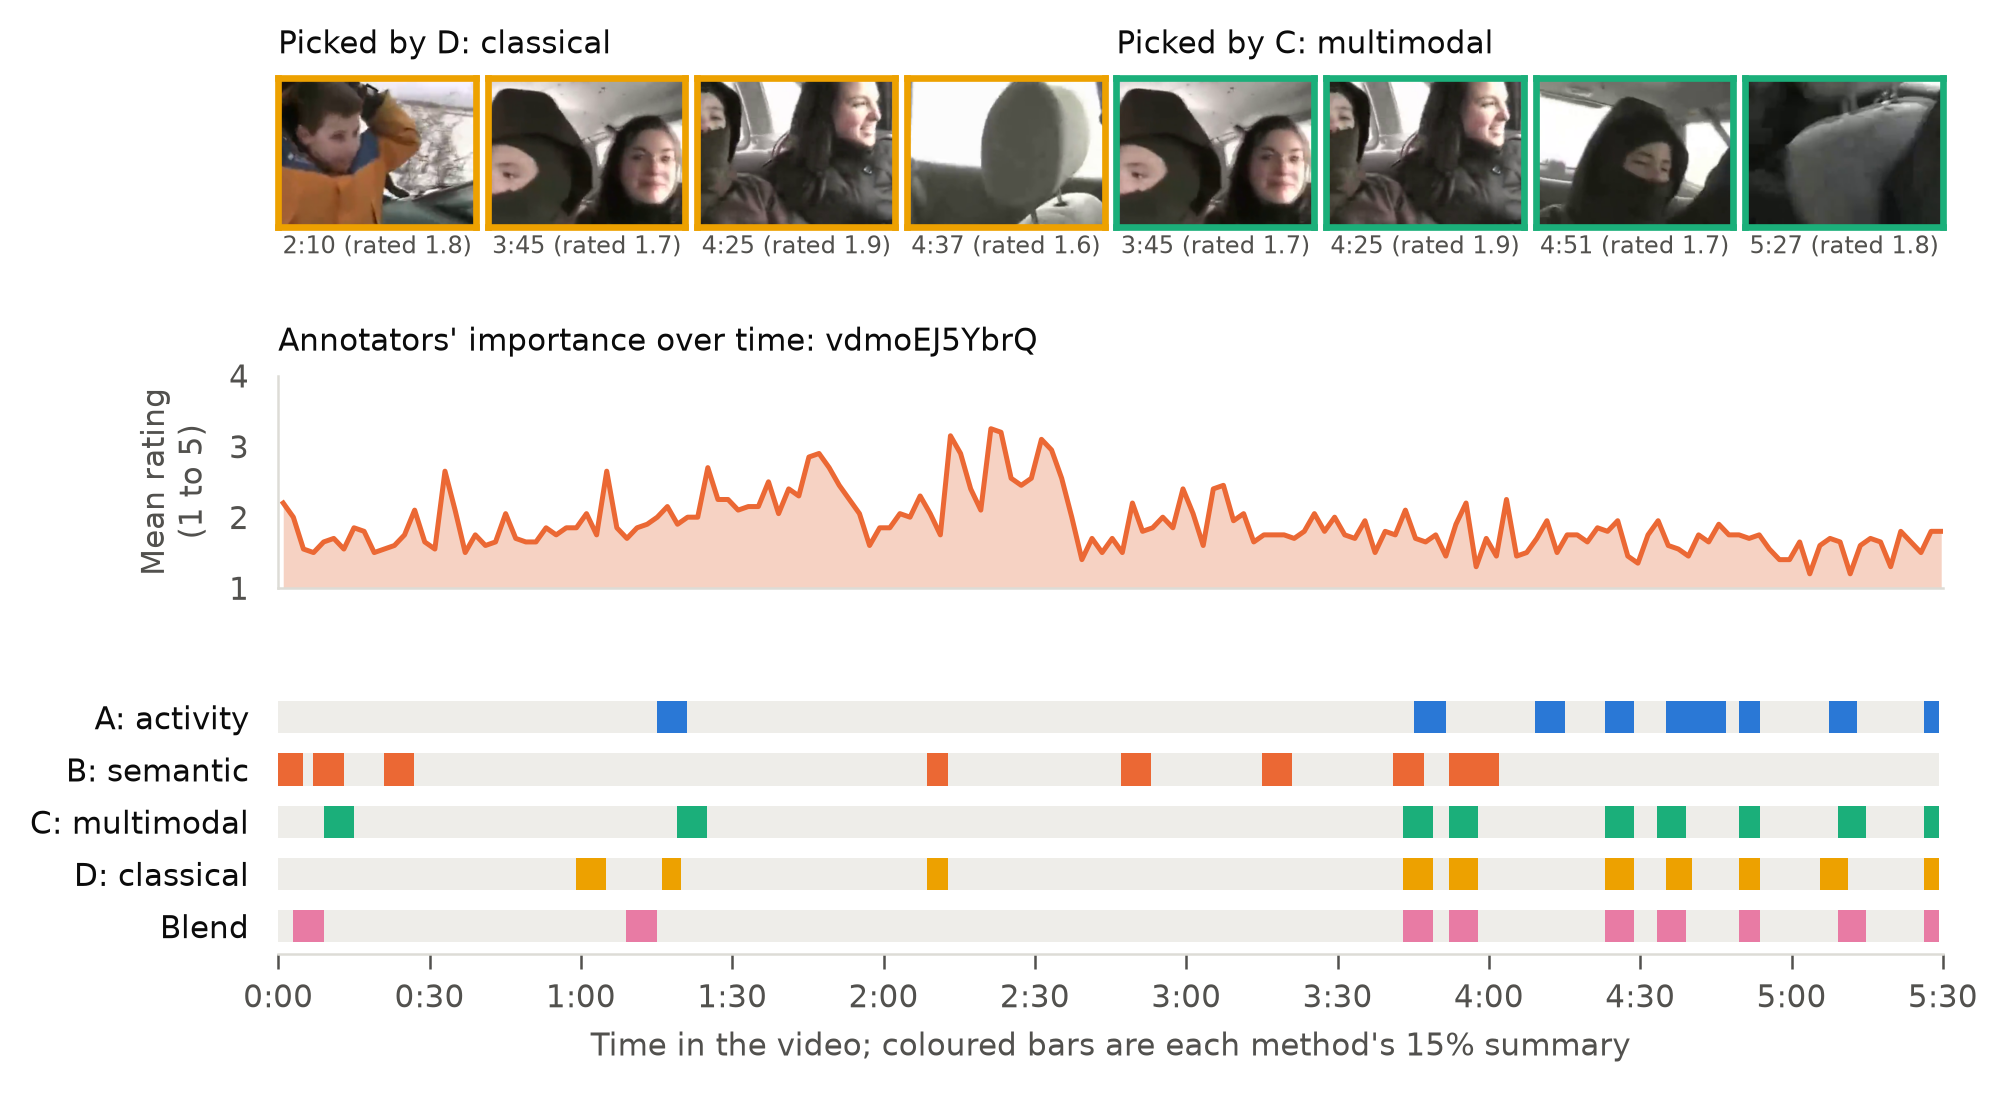 Picked by D: classical
Picked by C: multimodal
2:10 (rated 1.8)
3:45 (rated 1.7)
4:25 (rated 1.9)
4:37 (rated 1.6)
3:45 (rated 1.7)
4:25 (rated 1.9)
4:51 (rated 1.7)
5:27 (rated 1.8)
Annotators' importance over time: vdmoEJ5YbrQ
Mean rating
(1 to 5)
4
3
2
1
A: activity
B: semantic
C: multimodal
D: classical
Blend
0:00
0:30
1:00
1:30
2:00
2:30
3:00
3:30
4:00
4:30
5:00
5:30
Time in the video; coloured bars are each method's 15% summary